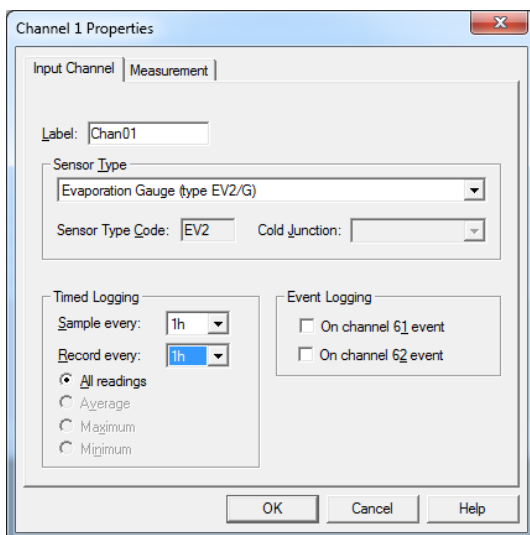 Channel 1 Properties
Input Channel Measurement
Label: Chan01
Sensor Type
Evaporation Gauge (type EV2/G)
Sensor Type Code: EV2 Cold Junction:
Timed Logging
Sample every: 1h
Record every: 1h
All readings
Average
Maximum
Minimum
Event Logging
On channel 61 event
On channel 62 event
OK Cancel Help